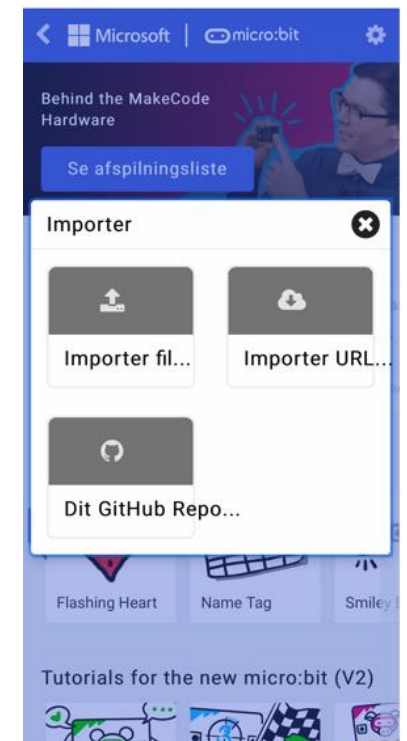 Microsoft | micro:bit
Behind the MakeCode
Hardware
Se afspilningsliste
Importer
Importer fil...
Importer URL...
Dit GitHub Repo...
Flashing Heart
Name Tag
Smiley
Tutorials for the new micro:bit (V2)